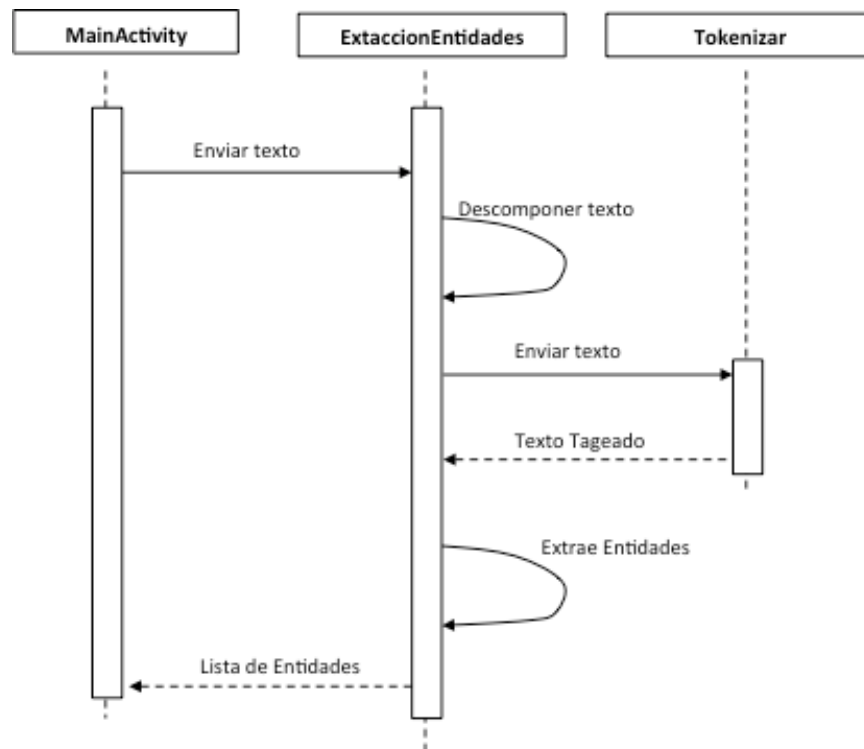 MainActivity
ExtaccionEntidades
Tokenizar
Enviar texto
Descomponer texto
Enviar texto
Texto Tageado
Extrae Entidades
Lista de Entidades